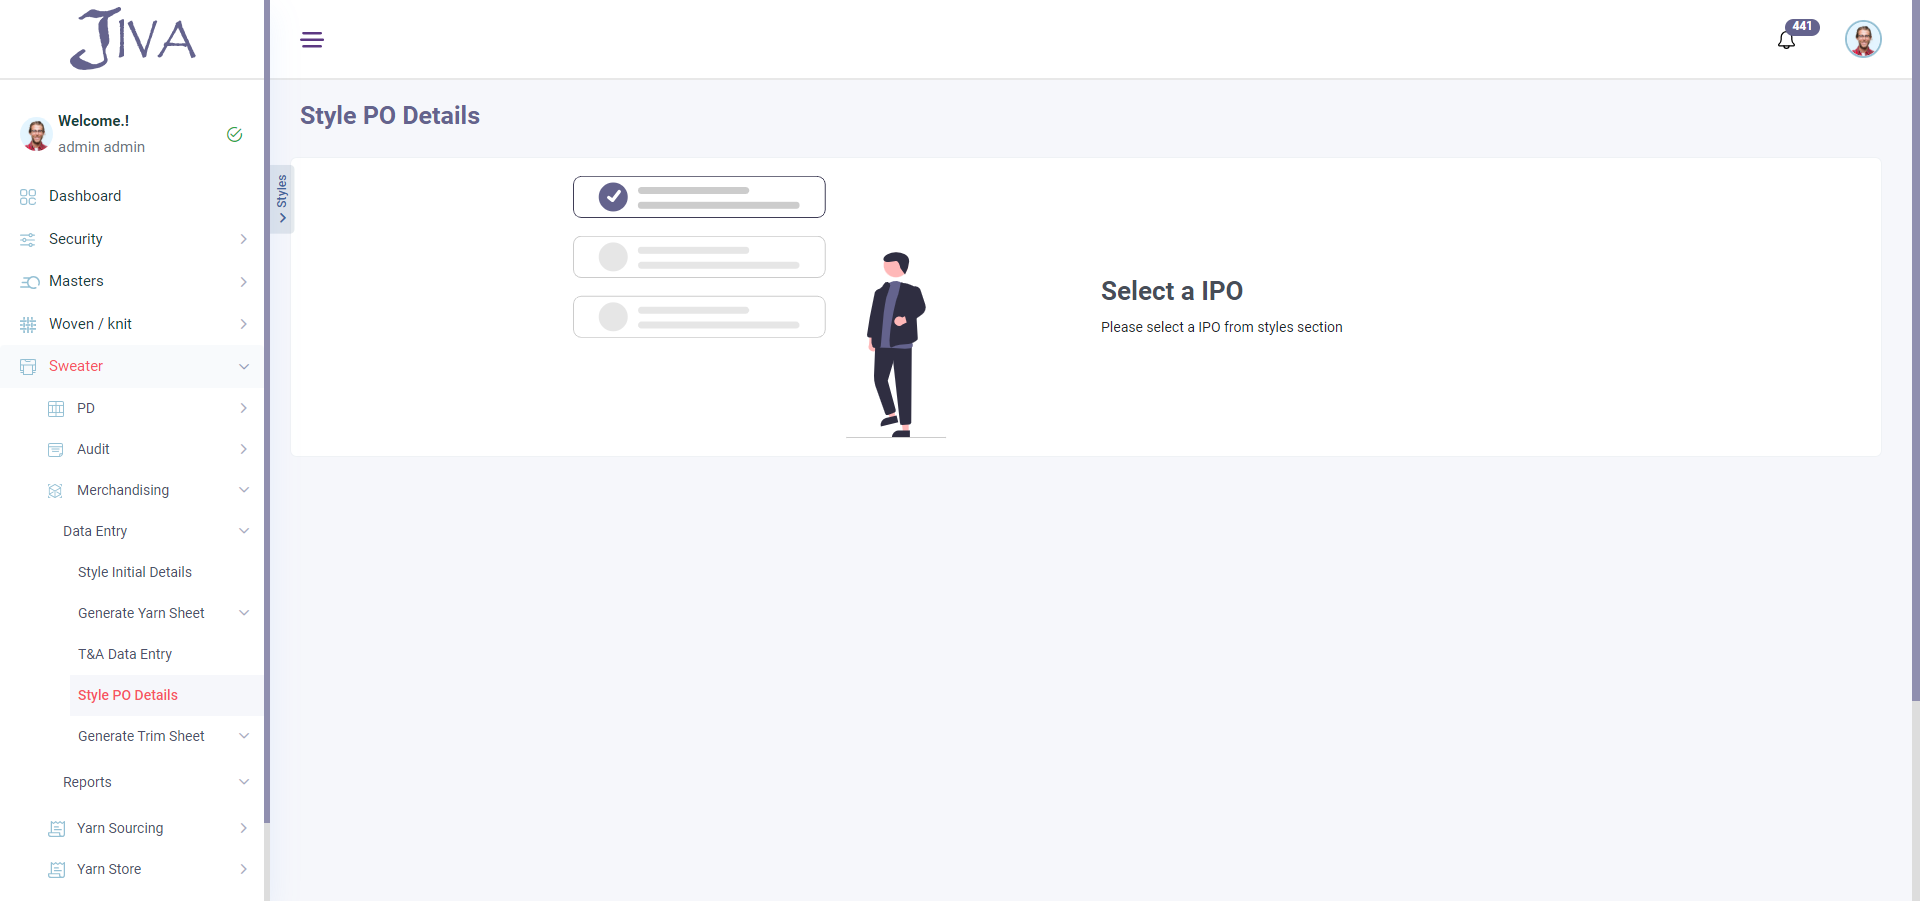 JIVA
441
Welcome.!
admin admin
Dashboard
Security
Masters
Woven / knit
Sweater
PD
Audit
Merchandising
Data Entry
Style Initial Details
Generate Yarn Sheet
T&A Data Entry
Style PO Details
Generate Trim Sheet
Reports
Yarn Sourcing
Yarn Store
Styles
Style PO Details
Select a IPO
Please select a IPO from styles section